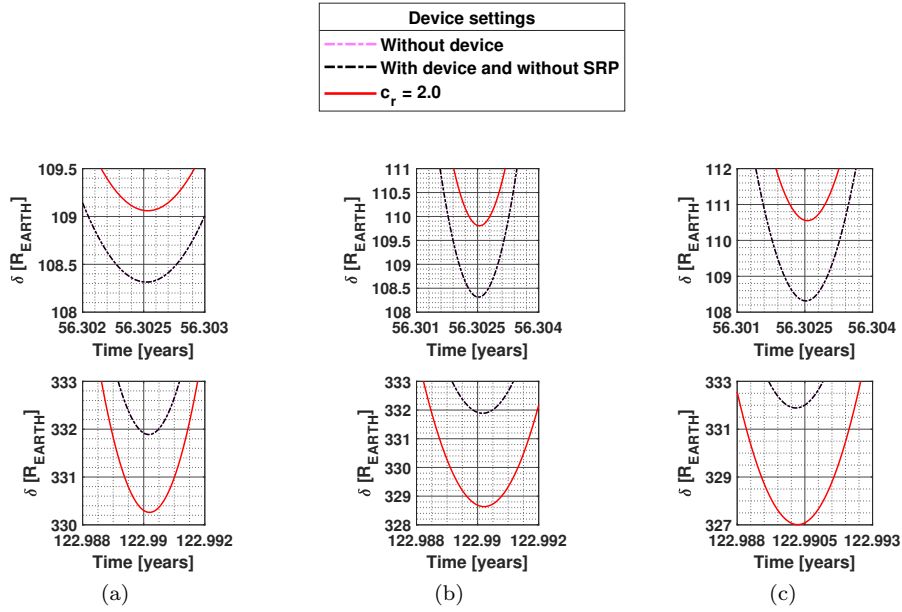 Device settings
Without device
With device and without SRP
c_r = 2.0
109.5
109
108.5
108
δ [R_EARTH]
56.302 56.3025 56.303
Time [years]
111
110.5
110
109.5
109
108.5
108
δ [R_EARTH]
56.301 56.3025 56.304
Time [years]
112
111
110
109
108
δ [R_EARTH]
56.301 56.3025 56.304
Time [years]
333
332
331
330
δ [R_EARTH]
122.988 122.99 122.992
Time [years]
333
332
331
330
329
328
δ [R_EARTH]
122.988 122.99 122.992
Time [years]
333
331
329
327
δ [R_EARTH]
122.988 122.9905 122.993
Time [years]
(a) (b) (c)